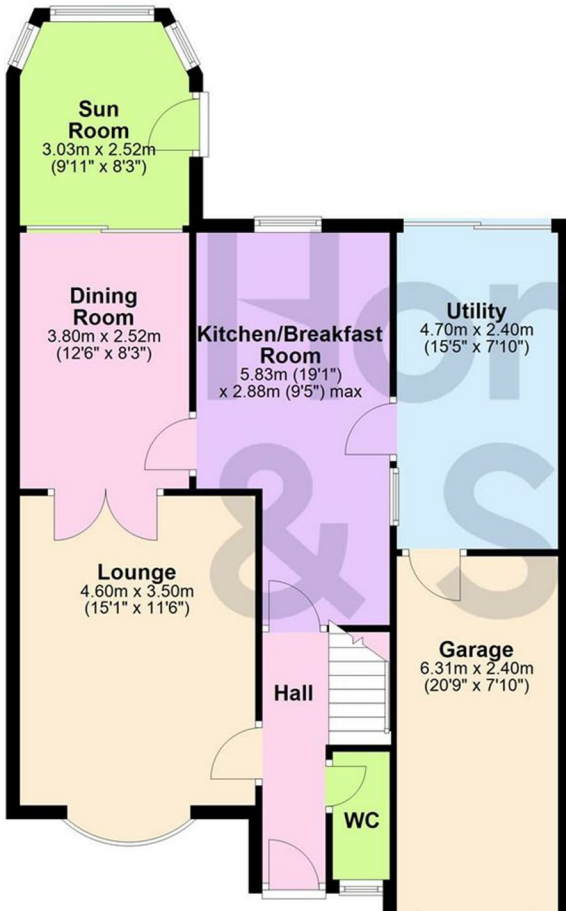 Sun
Room
3.03m x 2.52m
(9'11" x 8'3")
Dining
Room
3.80m x 2.52m
(12'6" x 8'3")
Kitchen/Breakfast
Room
5.83m (19'1")
x 2.88m (9'5") max
Utility
4.70m x 2.40m
(15'5" x 7'10")
Lounge
4.60m x 3.50m
(15'1" x 11'6")
Hall
Garage
6.31m x 2.40m
(20'9" x 7'10")
WC
Hor
& S